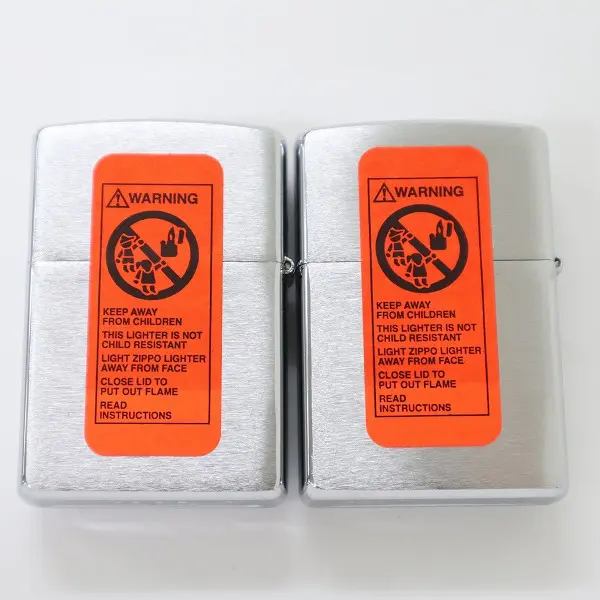 WARNING
KEEP AWAY
FROM CHILDREN
THIS LIGHTER IS NOT
CHILD RESISTANT
LIGHT ZIPPO LIGHTER
AWAY FROM FACE
CLOSE LID TO
PUT OUT FLAME
READ
INSTRUCTIONS
WARNING
KEEP AWAY
FROM CHILDREN
THIS LIGHTER IS NOT
CHILD RESISTANT
LIGHT ZIPPO LIGHTER
AWAY FROM FACE
CLOSE LID TO
PUT OUT FLAME
READ
INSTRUCTIONS